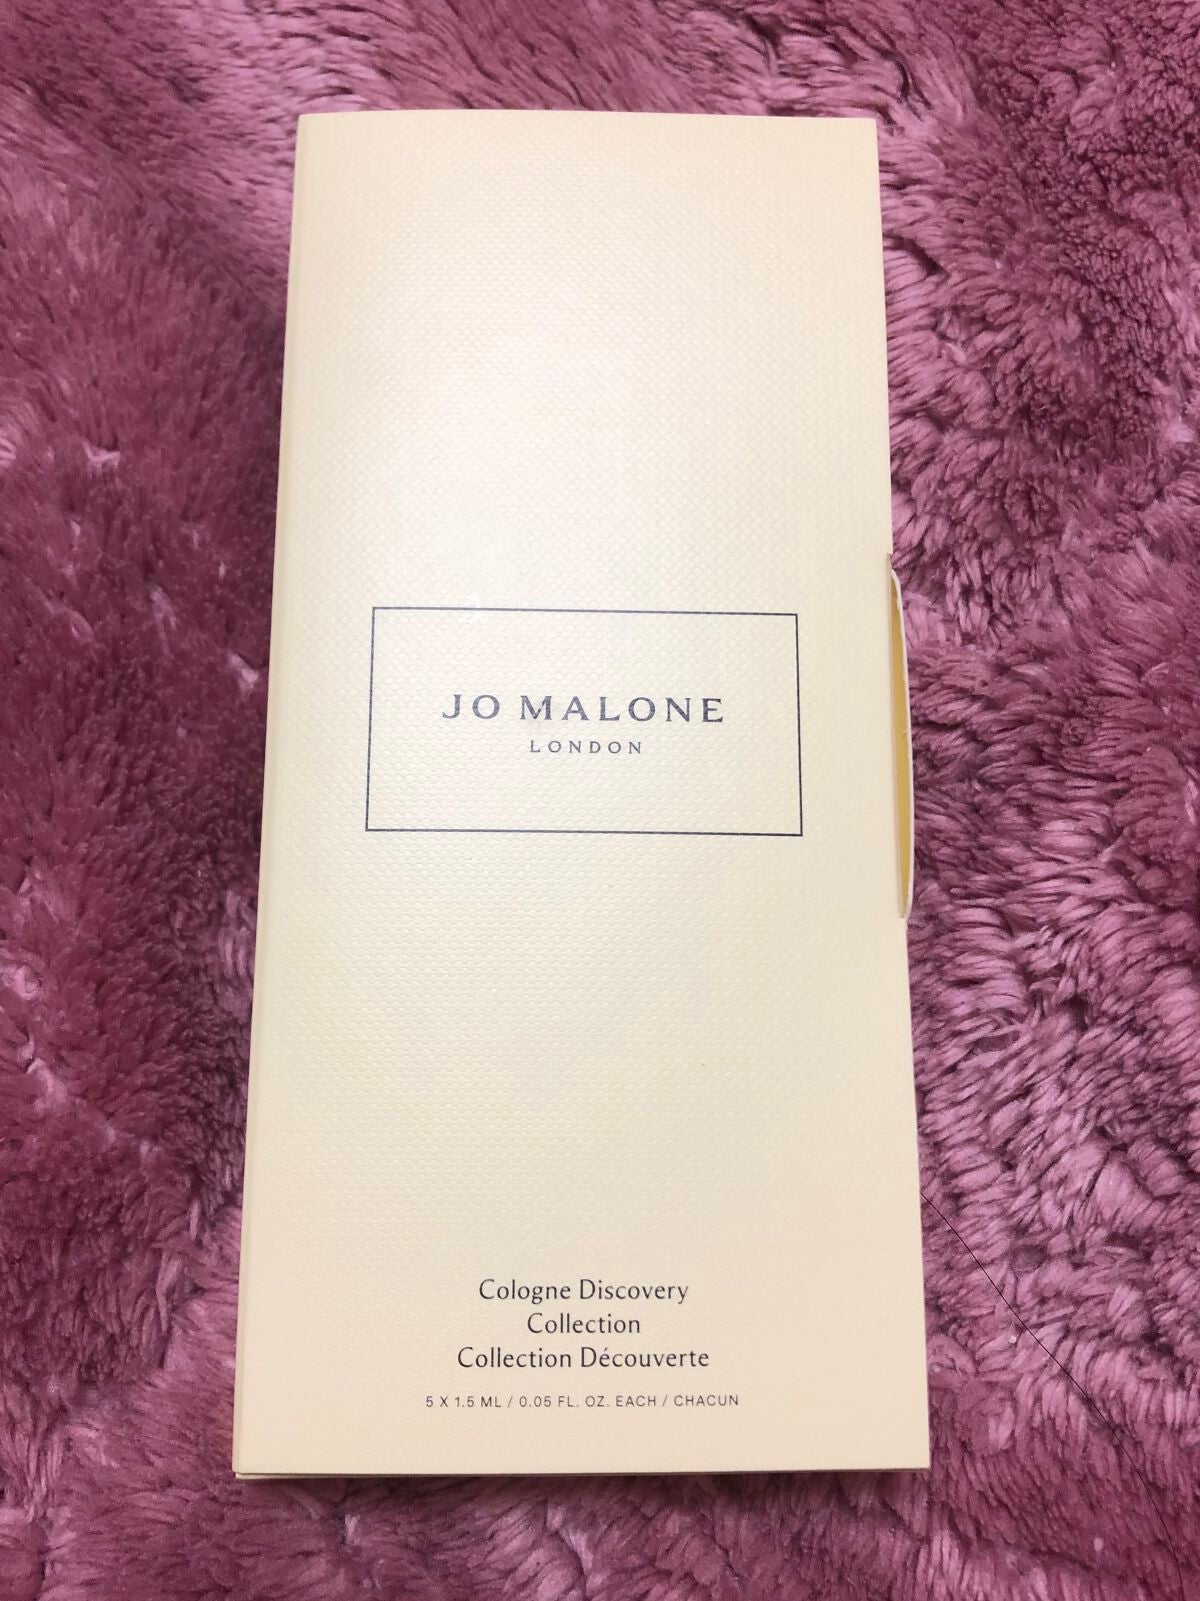 JO MALONE
LONDON
Cologne Discovery
Collection
Collection Découverte
5 X 1.5 ML / 0.05 FL. OZ. EACH / CHACUN